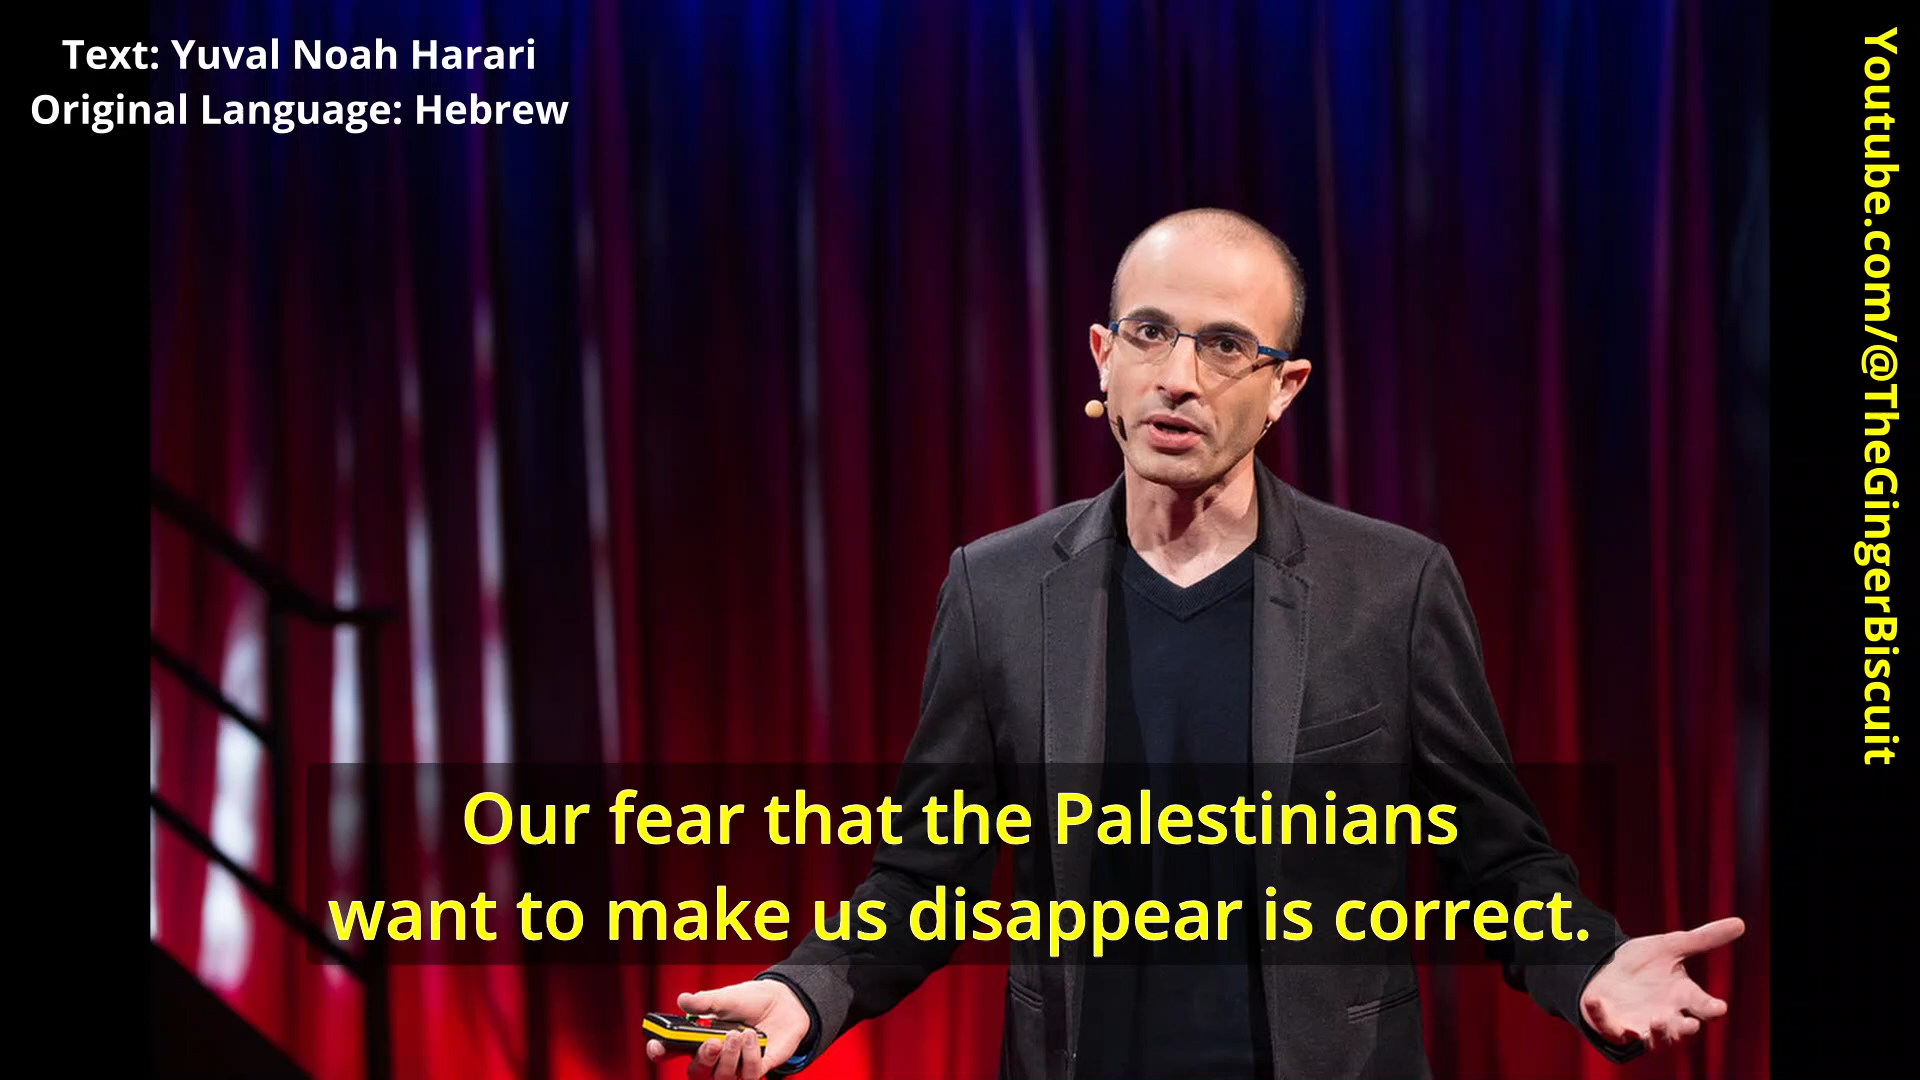 Text: Yuval Noah Harari
Original Language: Hebrew
Youtube.com/@TheGingerBiscuit
Our fear that the Palestinians
want to make us disappear is correct.